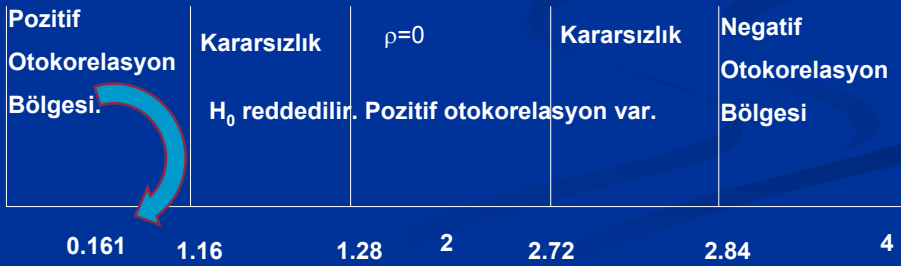 Pozitif
Otokorelasyon
Bölgesi.
Kararsızlık
ρ=0
Kararsızlık
Negatif
Otokorelasyon
Bölgesi
H₀ reddedilir. Pozitif otokorelasyon var.
0.161 1.16 1.28 2 2.72 2.84 4